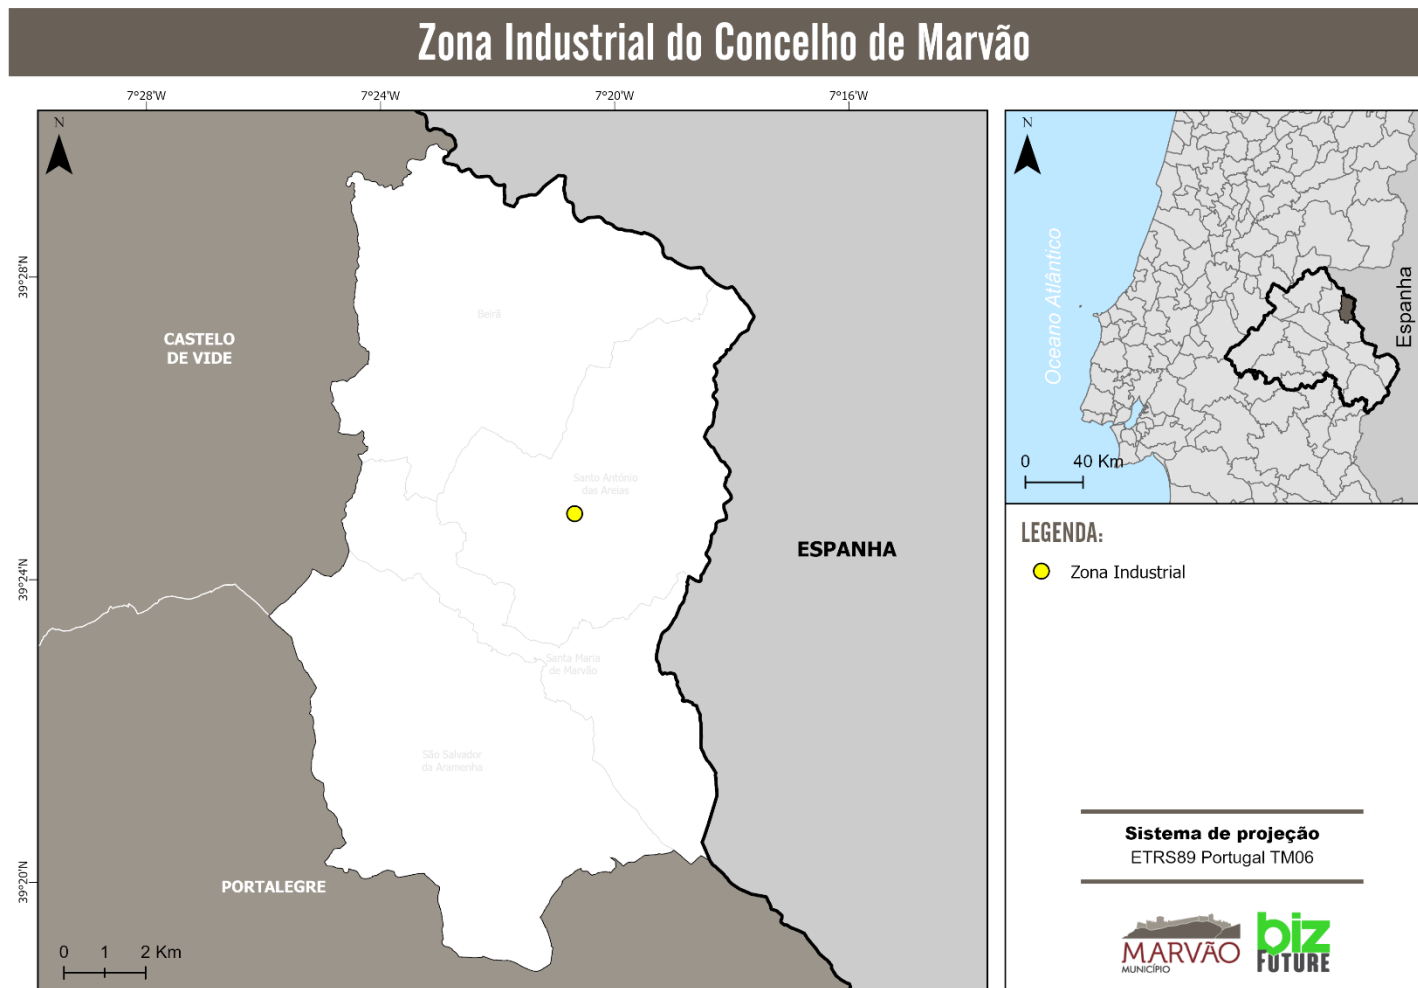 Zona Industrial do Concelho de Marvão
7°28'W
7°24'W
7°20'W
7°16'W
39°28'N
39°24'N
39°20'N
N
Beirã
CASTELO
DE VIDE
Santo António
das Areias
ESPANHA
Santa Maria
de Marvão
São Salvador
da Aramenha
PORTALEGRE
0 1 2 Km
N
Oceano Atlântico
Espanha
0 40 Km
LEGENDA:
Zona Industrial
Sistema de projeção
ETRS89 Portugal TM06
MARVÃO
MUNICÍPIO
biz
FUTURE